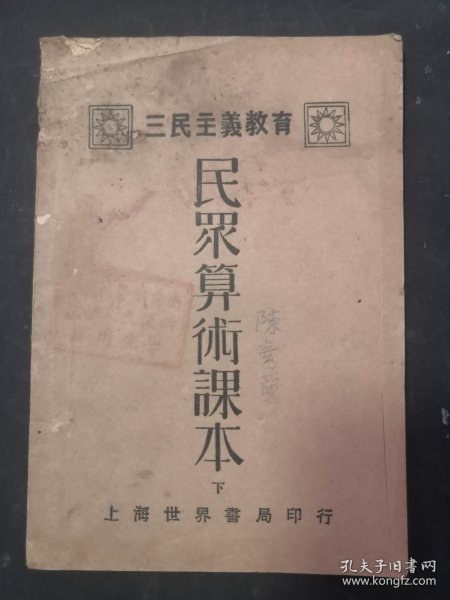 三民主義教育
民眾算術課本
下
陳
上海世界書局印行
孔夫子旧书网
www.kongfz.com